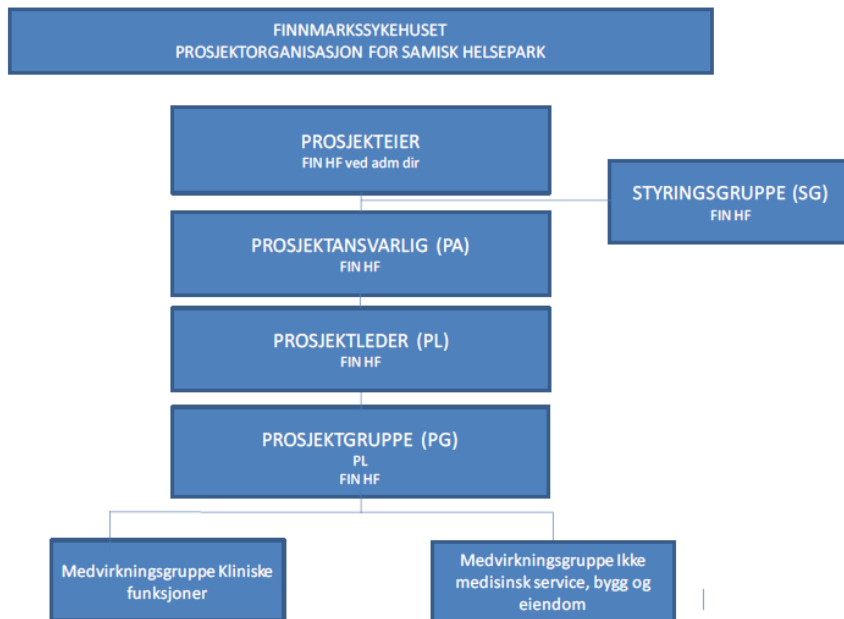 FINNMARKSSYKEHUSET
PROSJEKTORGANISASJON FOR SAMISK HELSEPARK
PROSJEKTEIER
FIN HF ved adm dir
STYRINGSGRUPPE (SG)
FIN HF
PROSJEKTANSVARLIG (PA)
FIN HF
PROSJEKTLEDER (PL)
FIN HF
PROSJEKTGRUPPE (PG)
PL
FIN HF
Medvirkningsgruppe Kliniske
funksjoner
Medvirkningsgruppe Ikke
medisinsk service, bygg og
eiendom